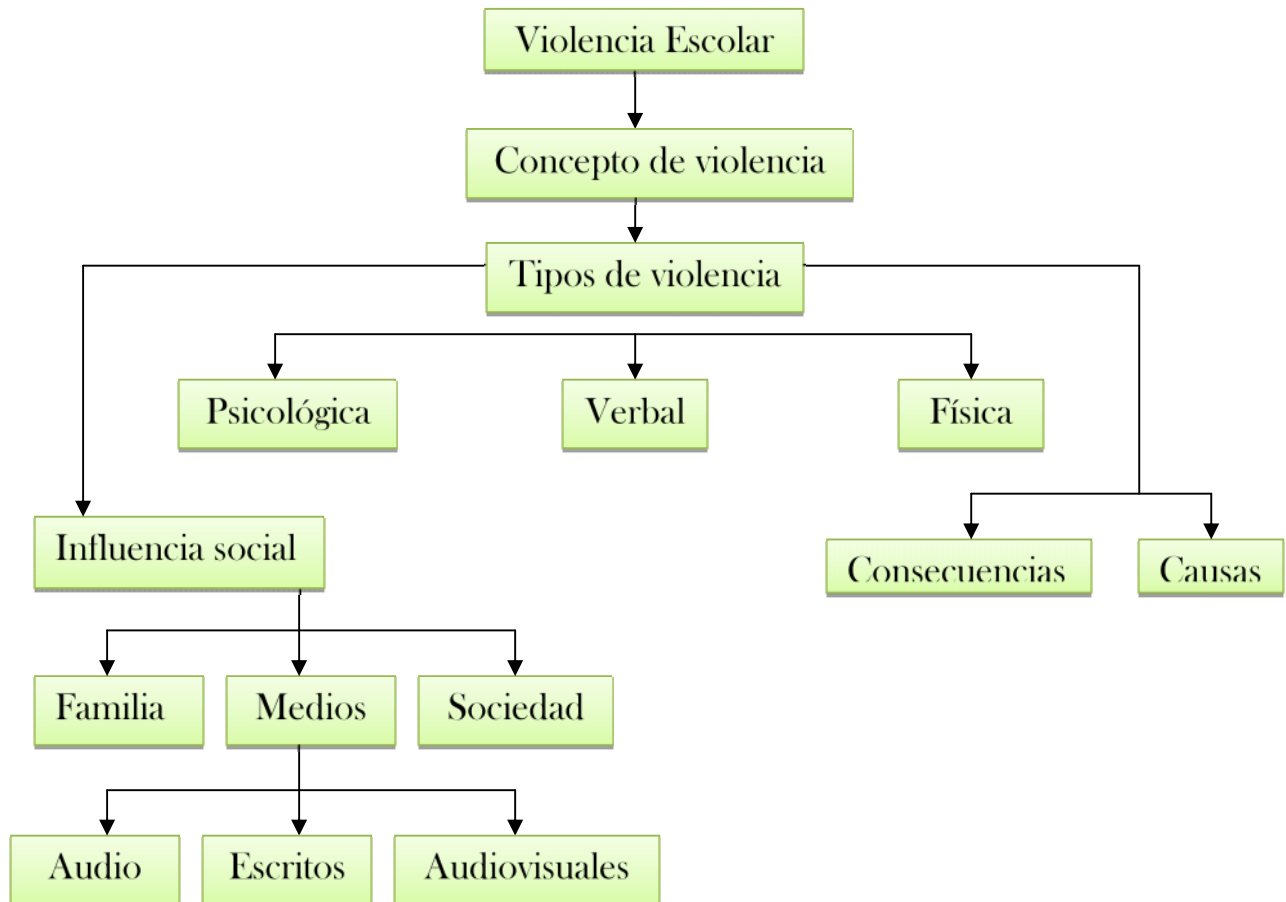 Violencia Escolar
Concepto de violencia
Tipos de violencia
Psicológica
Verbal
Física
Influencia social
Consecuencias
Causas
Familia
Medios
Sociedad
Audio
Escritos
Audiovisuales